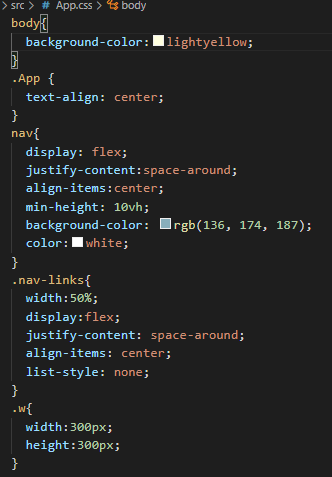 > src > # App.css > body
body{
    background-color: lightyellow;
}
.App {
    text-align: center;
}
nav{
    display: flex;
    justify-content:space-around;
    align-items:center;
    min-height: 10vh;
    background-color: rgb(136, 174, 187);
    color: white;
}
.nav-links{
    width:50%;
    display:flex;
    justify-content: space-around;
    align-items: center;
    list-style: none;
}
.w{
    width:300px;
    height:300px;
}